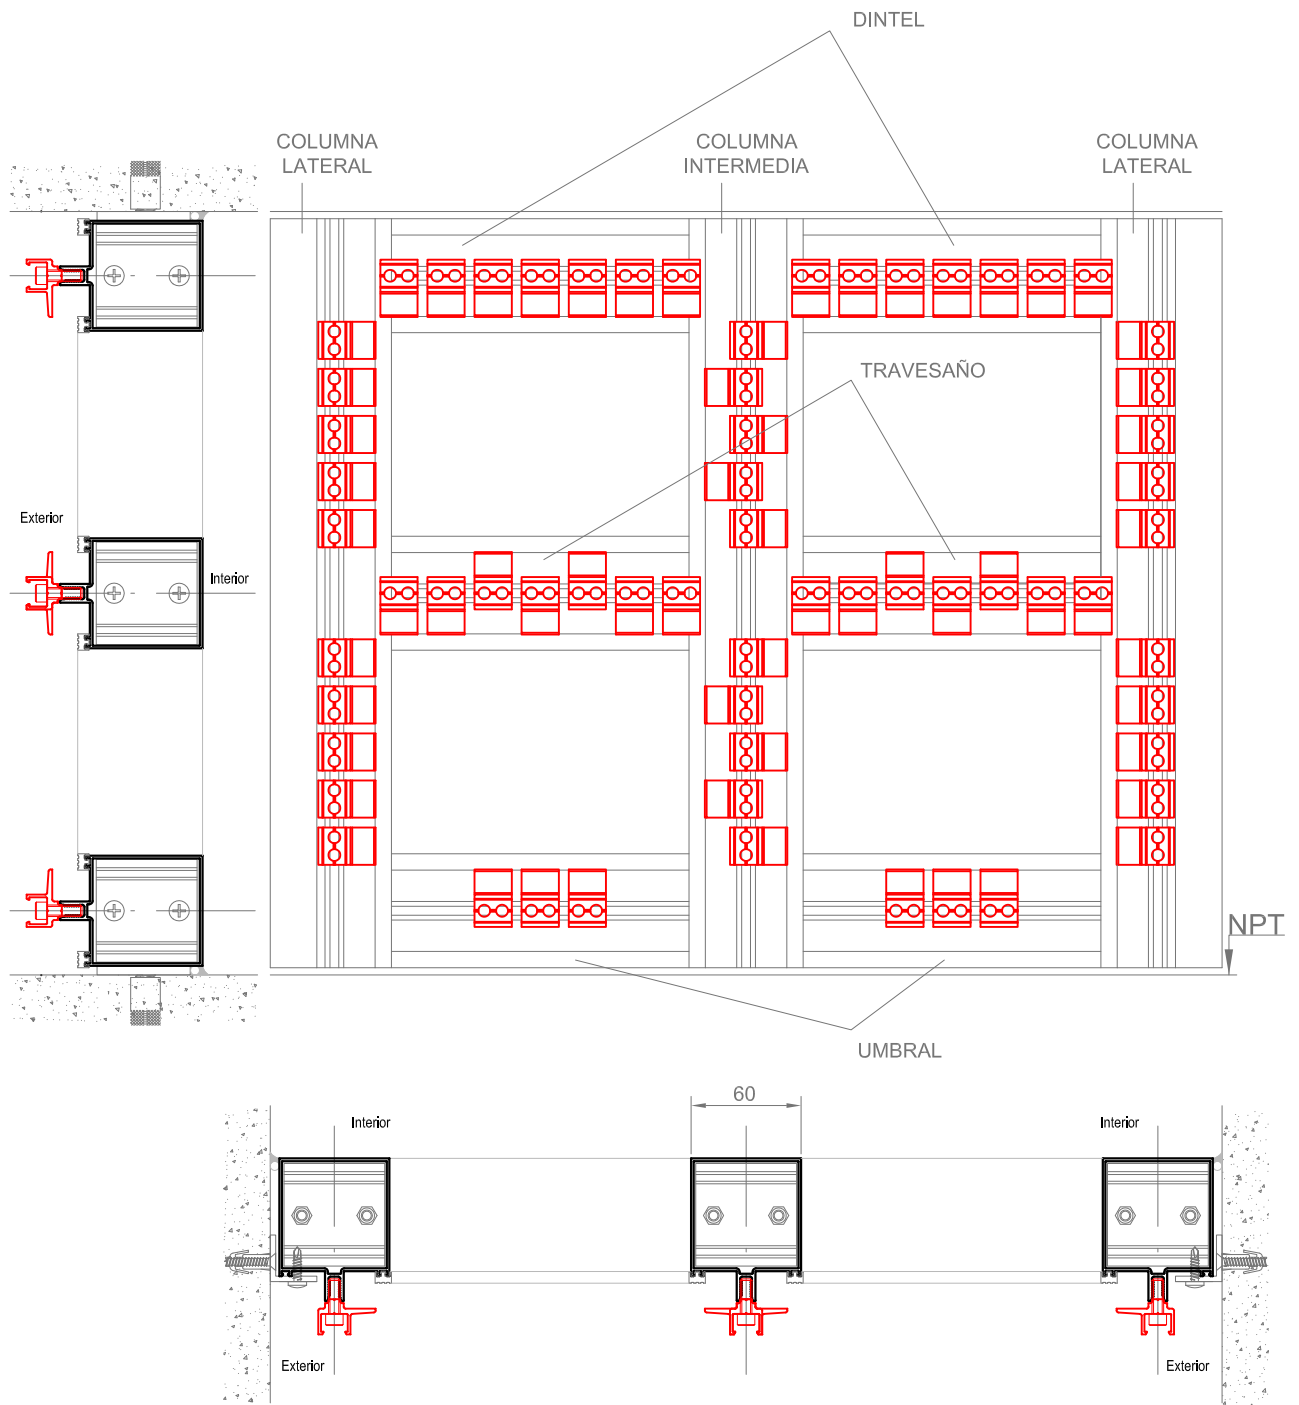 DINTEL
COLUMNA
LATERAL
COLUMNA
INTERMEDIA
COLUMNA
LATERAL
TRAVESAÑO
Exterior
Interior
NPT
UMBRAL
60
Interior
Interior
Exterior
Exterior